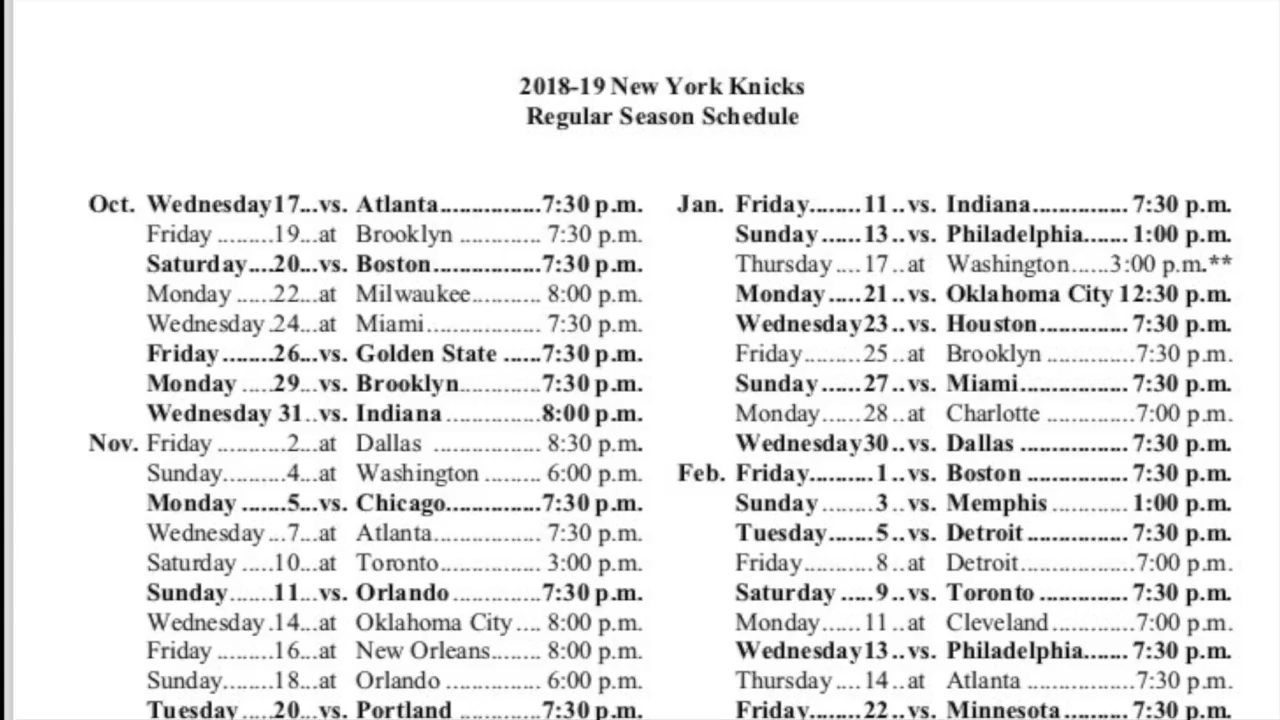 2018-19 New York Knicks
Regular Season Schedule
Oct. Wednesday 17...vs. Atlanta................7:30 p.m.
Friday .........19...at Brooklyn ............. 7:30 p.m.
Saturday....20...vs. Boston.................7:30 p.m.
Monday ......22...at Milwaukee........... 8:00 p.m.
Wednesday .24...at Miami.................. 7:30 p.m.
Friday........26...vs. Golden State ......7:30 p.m.
Monday .....29...vs. Brooklyn.............7:30 p.m.
Wednesday 31..vs. Indiana ...............8:00 p.m.
Nov. Friday ...........2...at Dallas ................. 8:30 p.m.
Sunday..........4...at Washington ......... 6:00 p.m.
Monday .......5...vs. Chicago...............7:30 p.m.
Wednesday ...7...at Atlanta................. 7:30 p.m.
Saturday .....10...at Toronto................ 3:00 p.m.
Sunday.......11...vs. Orlando ..............7:30 p.m.
Wednesday .14...at Oklahoma City.... 8:00 p.m.
Friday .........16...at New Orleans........ 8:00 p.m.
Sunday........18...at Orlando ............... 6:00 p.m.
Tuesday .....20...vs. Portland .............7:30 p.m.
Jan. Friday........11..vs. Indiana............... 7:30 p.m.
Sunday ......13..vs. Philadelphia....... 1:00 p.m.
Thursday ....17..at Washington......3:00 p.m.**
Monday.....21..vs. Oklahoma City 12:30 p.m.
Wednesday23..vs. Houston.............. 7:30 p.m.
Friday.........25..at Brooklyn ..............7:30 p.m.
Sunday ......27..vs. Miami................. 7:30 p.m.
Monday.......28..at Charlotte ..............7:00 p.m.
Wednesday30..vs. Dallas ................. 7:30 p.m.
Feb. Friday..........1..vs. Boston ................ 7:30 p.m.
Sunday ........3..vs. Memphis ............ 1:00 p.m.
Tuesday.......5..vs. Detroit................ 7:30 p.m.
Friday...........8..at Detroit..................7:00 p.m.
Saturday .....9..vs. Toronto .............. 7:30 p.m.
Monday.......11..at Cleveland.............7:00 p.m.
Wednesday13..vs. Philadelphia....... 7:30 p.m.
Thursday ....14..at Atlanta .................7:30 p.m.
Friday........22..vs. Minnesota........... 7:30 p.m.